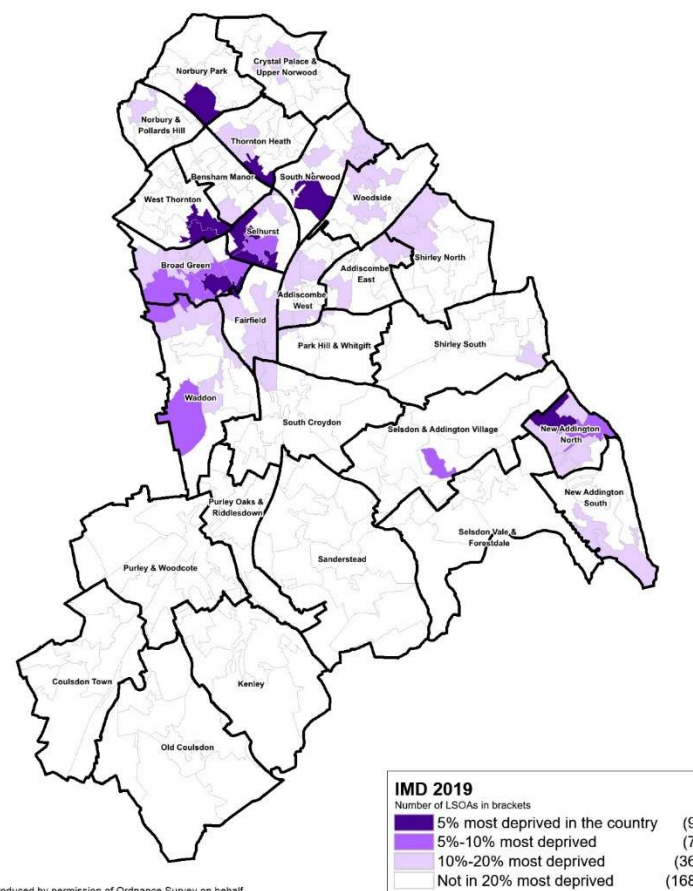 Norbury Park
Crystal Palace &
Upper Norwood
Norbury &
Pollards Hill
Thornton Heath
Bensham Manor
South Norwood
West Thornton
Woodside
Selhurst
Broad Green
Shirley North
Addiscombe
East
Addiscombe
West
Fairfield
Park Hill & Whitgift
Shirley South
Waddon
South Croydon
Selsdon & Addington Village
New Addington
North
New Addington
South
Purley Oaks &
Riddlesdown
Selsdon Vale &
Forestdale
Sanderstead
Purley & Woodcote
Coulsdon Town
Kenley
Old Coulsdon
IMD 2019
Number of LSOAs in brackets
5% most deprived in the country (9
5%-10% most deprived (7
10%-20% most deprived (36
Not in 20% most deprived (168